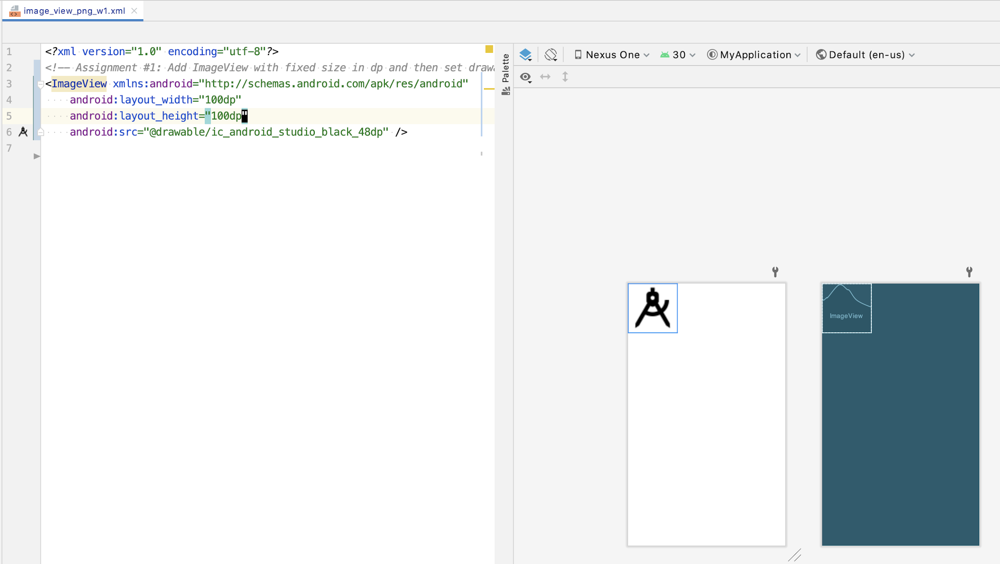 image_view_png_w1.xml
1 <?xml version="1.0" encoding="utf-8"?>
2 <!-- Assignment #1: Add ImageView with fixed size in dp and then set
3 <ImageView xmlns:android="http://schemas.android.com/apk/res/android"
4 android:layout_width="100dp"
5 android:layout_height="100dp"
6 android:src="@drawable/ic_android_studio_black_48dp" />
7
Palette
Nexus One 30 MyApplication Default (en-us)
ImageView